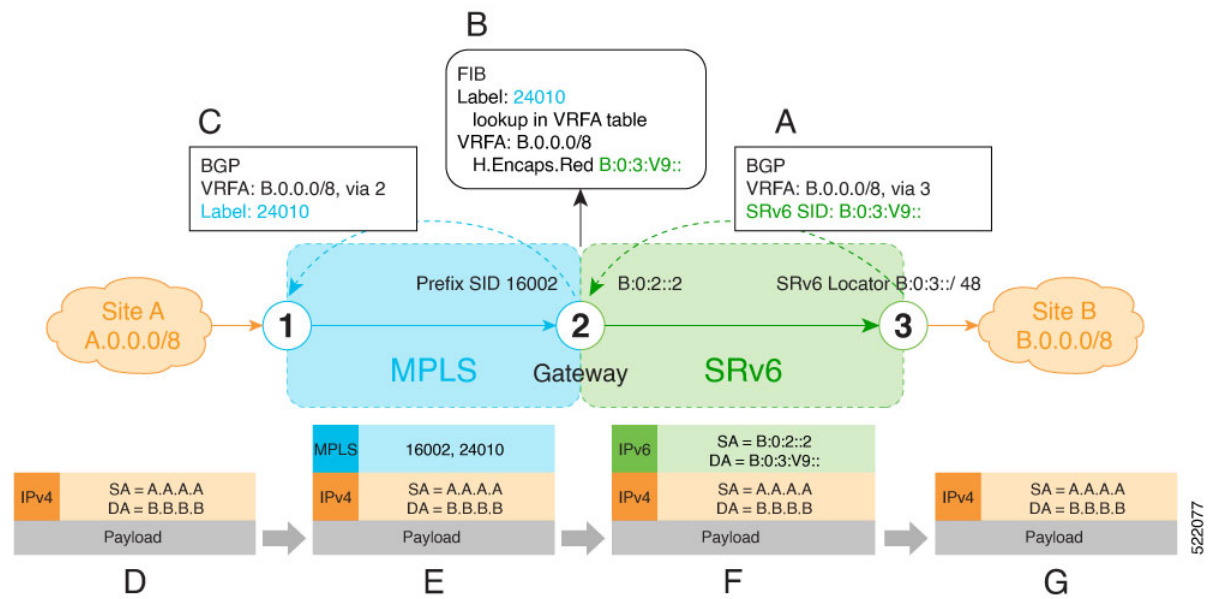 B
FIB
Label: 24010
lookup in VRFA table
VRFA: B.0.0.0/8
H.Encaps.Red B:0:3:V9::
C
BGP
VRFA: B.0.0.0/8, via 2
Label: 24010
A
BGP
VRFA: B.0.0.0/8, via 3
SRv6 SID: B:0:3:V9::
Prefix SID 16002
B:0:2::2
SRv6 Locator B:0:3::/ 48
Site A
A.0.0.0/8
1
2
3
Site B
B.0.0.0/8
MPLS
Gateway
SRv6
IPv4
SA = A.A.A.A
DA = B.B.B.B
Payload
D
MPLS
16002, 24010
IPv4
SA = A.A.A.A
DA = B.B.B.B
Payload
E
IPv6
SA = B:0:2::2
DA = B:0:3:V9::
IPv4
SA = A.A.A.A
DA = B.B.B.B
Payload
F
IPv4
SA = A.A.A.A
DA = B.B.B.B
Payload
G
522077